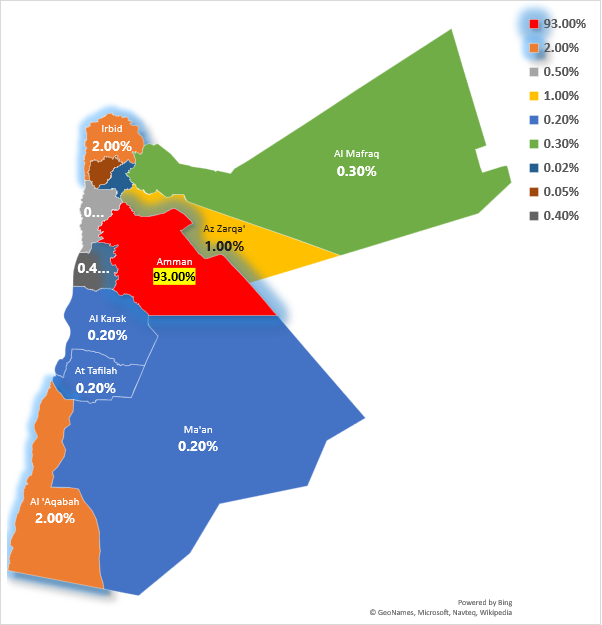 93.00%
2.00%
0.50%
1.00%
0.20%
0.30%
0.02%
0.05%
0.40%
Irbid
2.00%
Al Mafraq
0.30%
0...
Az Zarqa'
1.00%
Amman
93.00%
0.4...
Al Karak
0.20%
At Tafilah
0.20%
Ma'an
0.20%
Al 'Aqabah
2.00%
Powered by Bing
© GeoNames, Microsoft, Navteq, Wikipedia